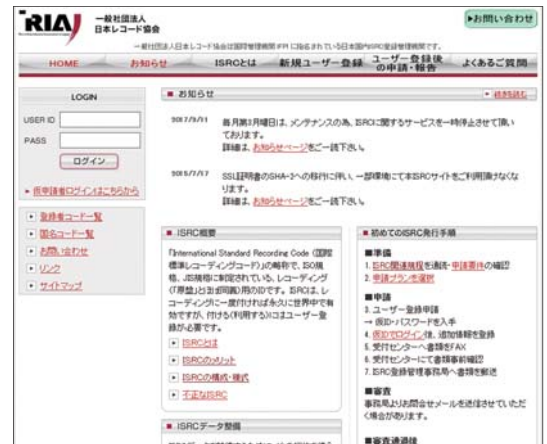 RIAJ
一般社団法人
日本レコード協会
▶お問い合わせ
一般社団法人日本レコード協会は国際管理機関IFPIに指名されている日本国内ISRC登録管理機関です。
HOME お知らせ ISRCとは 新規ユーザー登録 ユーザー登録後の申請・報告 よくあるご質問
LOGIN
USER ID
PASS
ログイン
仮申請者ログインはこちらから
登録者コード一覧
国名コード一覧
お問い合わせ
リンク
サイトマップ
お知らせ
続きを読む
毎月第3月曜日は、メンテナンスの為、ISRCに関するサービスを一時停止させて頂い
ております。
詳細は、お知らせページをご一読下さい。
SSL証明書のSHA-2への移行に伴い、一部環境にて本ISRCサイトをご利用頂けなくな
ります。
詳細は、お知らせページをご一読下さい。
ISRC概要
「International Standard Recording Code (国際
標準レコーディングコード)」の略称で、ISO規
格、JIS規格に制定されている、レコーディング
(「原盤」とほぼ同義)用のIDです。ISRCは、レ
コーディングに一度付ければ永久に世界中で有
効ですが、付ける(利用する)にはユーザー登
録が必要です。
ISRCとは
ISRCのメリット
ISRCの構成・様式
不正なISRC
ISRCデータ整備
初めてのISRC発行手順
■準備
1. ISRC関連規程を通読・申請要件の確認
2. 申請プランを選択
■申請
3. ユーザー登録申請
→ 仮ID・パスワードを入手
4. 仮IDでログイン後、追加情報を登録
5. 受付センターへ書類をFAX
6. 受付センターにて書類事前確認
7. ISRC登録管理事務局へ書類を郵送
■審査
事務局よりお問合せメールを送信させていただ
く場合があります。
■審査通過後